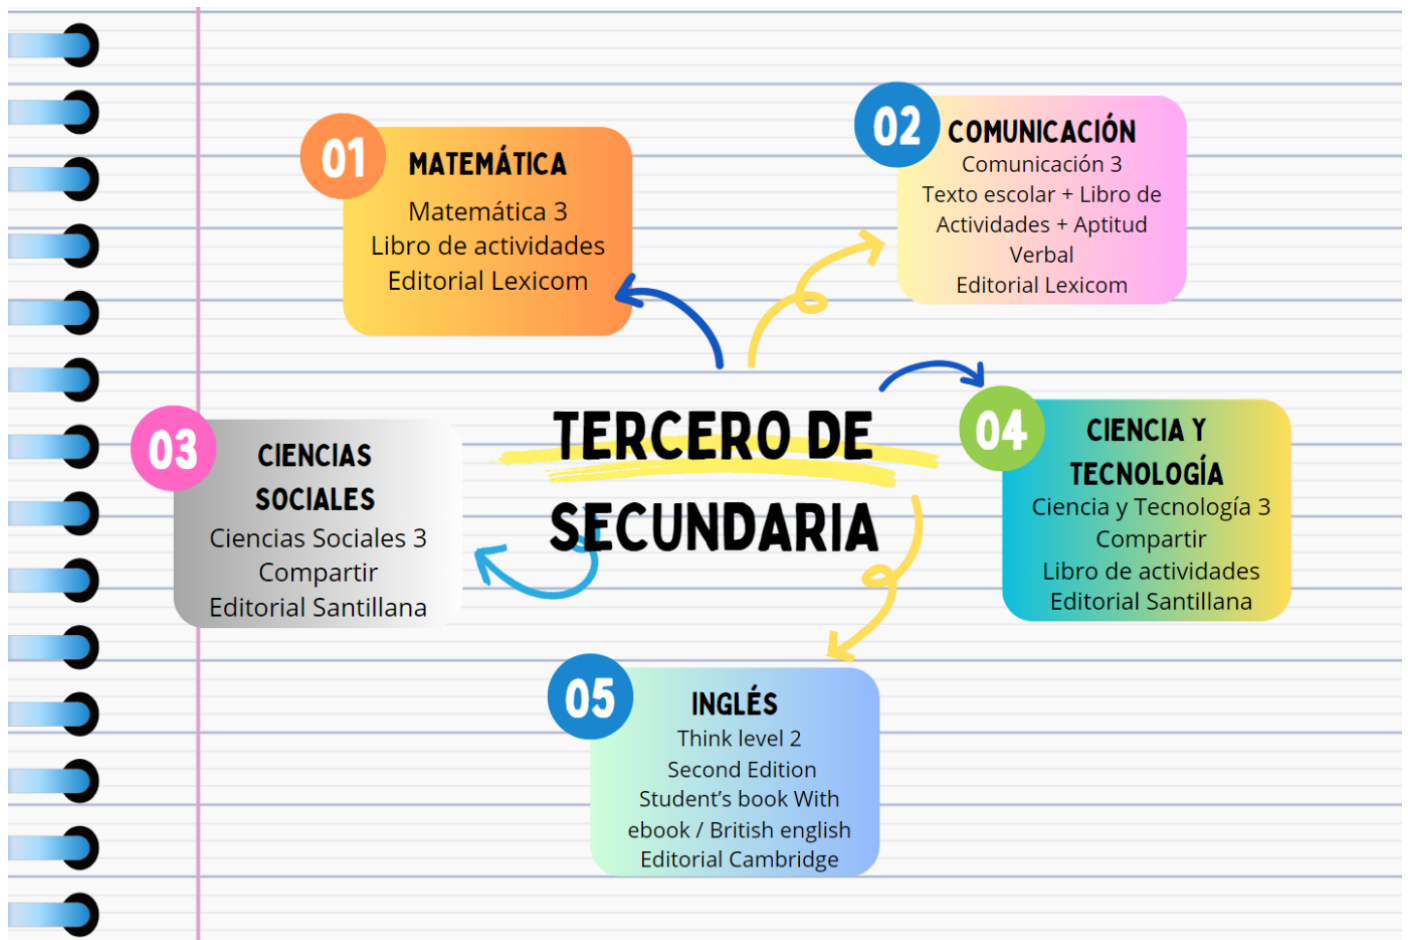 01
MATEMÁTICA
Matemática 3
Libro de actividades
Editorial Lexicom
02
COMUNICACIÓN
Comunicación 3
Texto escolar + Libro de
Actividades + Aptitud
Verbal
Editorial Lexicom
TERCERO DE
SECUNDARIA
03
CIENCIAS
SOCIALES
Ciencias Sociales 3
Compartir
Editorial Santillana
04
CIENCIA Y
TECNOLOGÍA
Ciencia y Tecnología 3
Compartir
Libro de actividades
Editorial Santillana
05
INGLÉS
Think level 2
Second Edition
Student’s book With
ebook / British english
Editorial Cambridge